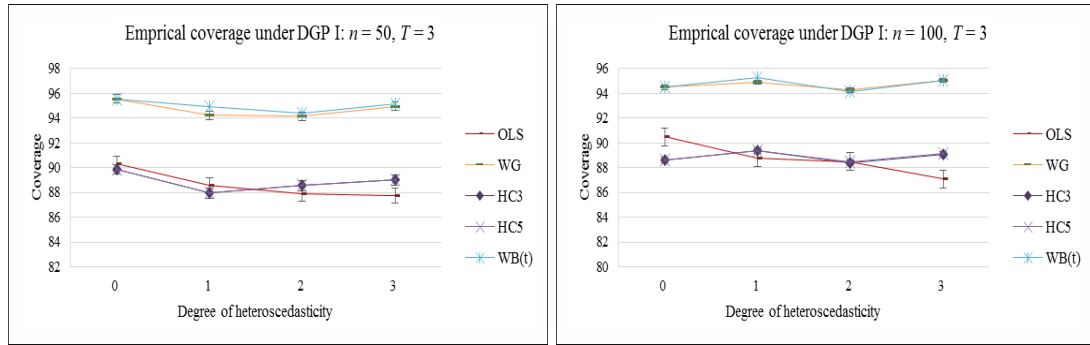 Emprical coverage under DGP I: n = 50, T = 3
98
96
94
92
90
88
86
84
82
Coverage
0 1 2 3
Degree of heteroscedasticity
OLS
WG
HC3
HC5
WB(t)
Emprical coverage under DGP I: n = 100, T = 3
96
94
92
90
88
86
84
82
80
Coverage
0 1 2 3
Degree of heteroscedasticity
OLS
WG
HC3
HC5
WB(t)